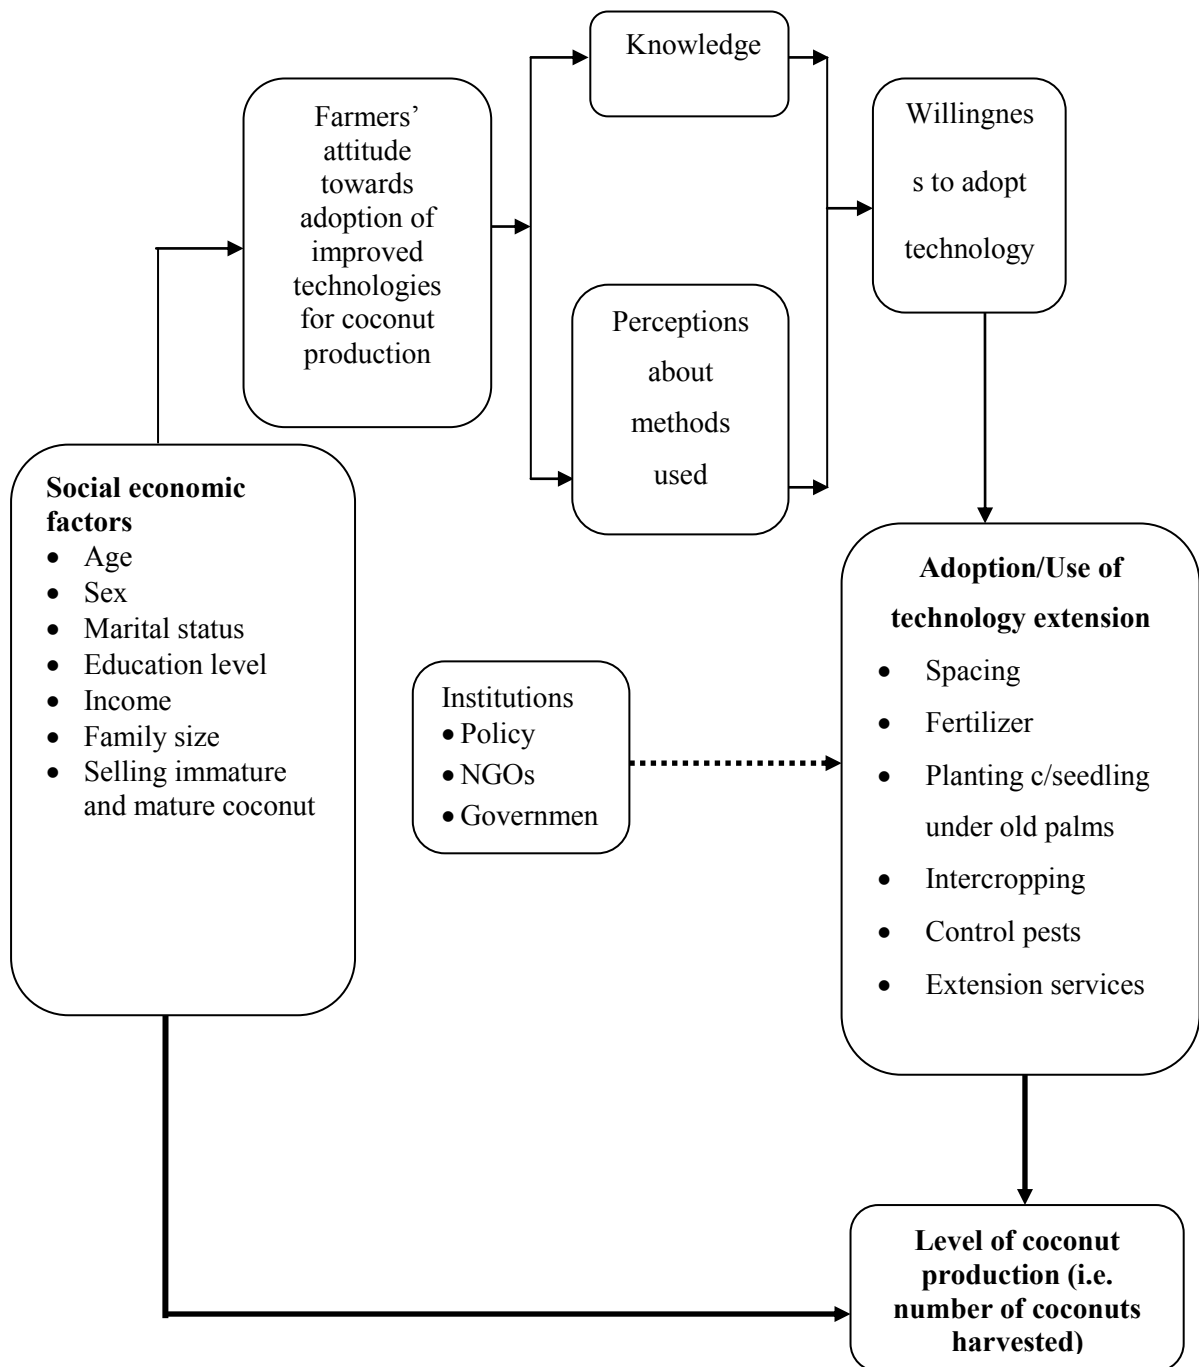 Knowledge
Farmers’
attitude
towards
adoption of
improved
technologies
for coconut
production
Willingnes
s to adopt
technology
Perceptions
about
methods
used
Social economic
factors
• Age
• Sex
• Marital status
• Education level
• Income
• Family size
• Selling immature
and mature coconut
Institutions
• Policy
• NGOs
• Governmen
Adoption/Use of
technology extension
• Spacing
• Fertilizer
• Planting c/seedling
under old palms
• Intercropping
• Control pests
• Extension services
Level of coconut
production (i.e.
number of coconuts
harvested)